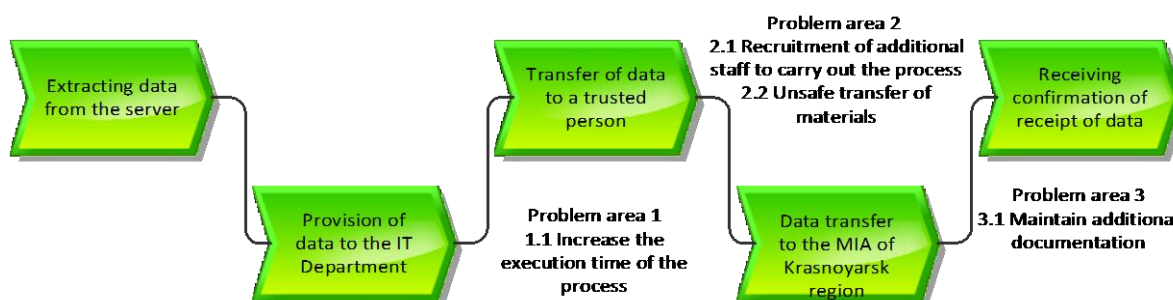 Extracting data
from the server
Provision of
data to the IT
Department
Transfer of data
to a trusted
person
Problem area 1
1.1 Increase the
execution time of the
process
Problem area 2
2.1 Recruitment of additional
staff to carry out the process
2.2 Unsafe transfer of
materials
Data transfer
to the MIA of
Krasnoyarsk
region
Receiving
confirmation of
receipt of data
Problem area 3
3.1 Maintain additiona
documentation